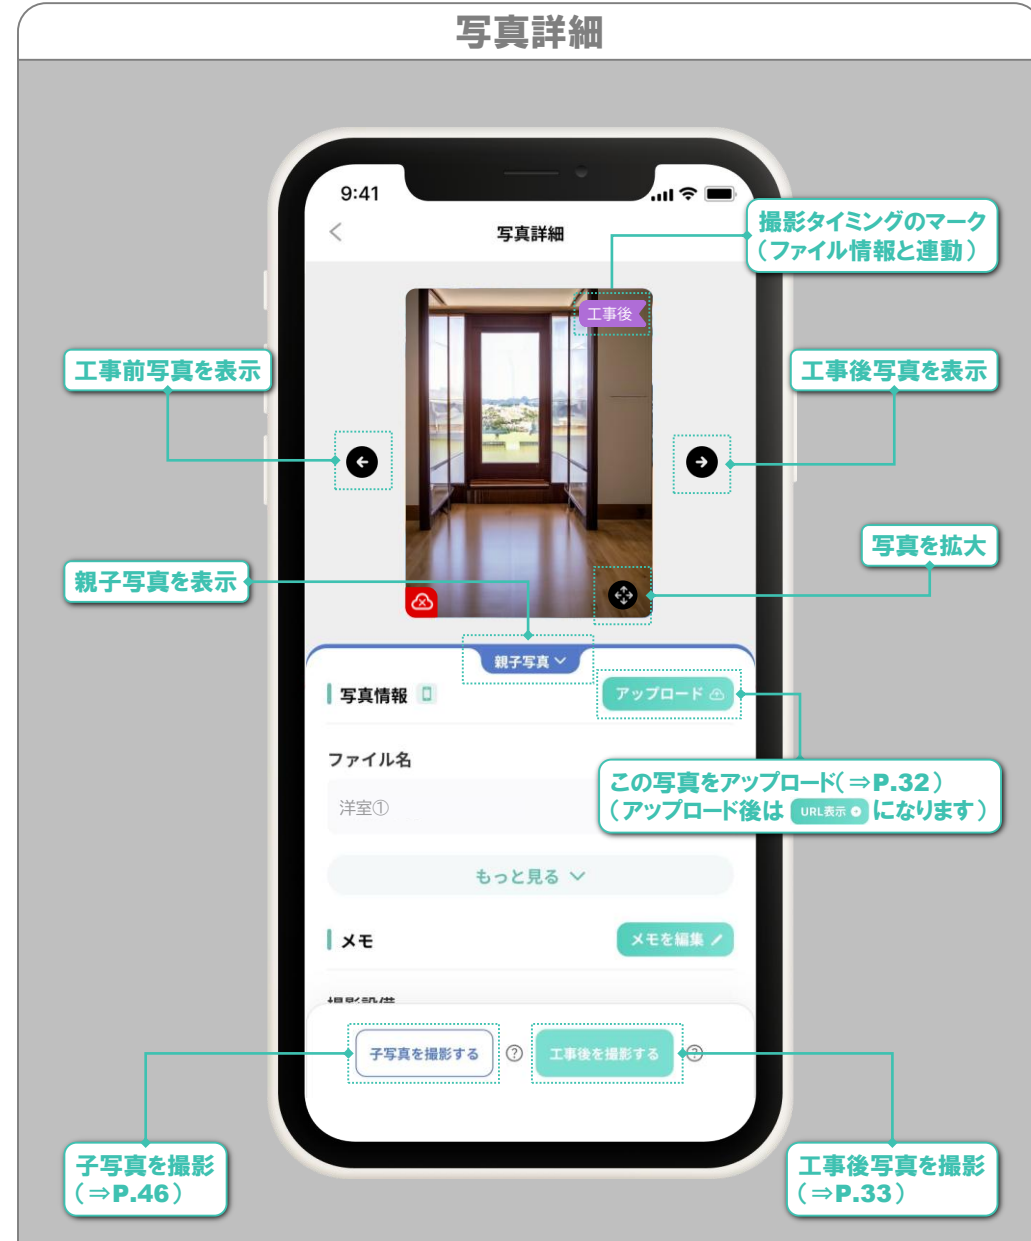 写真詳細
9:41
写真詳細
撮影タイミングのマーク
(ファイル情報と連動)
工事後
工事前写真を表示
工事後写真を表示
写真を拡大
親子写真を表示
親子写真
写真情報
アップロード
ファイル名
この写真をアップロード(⇒P.32)
(アップロード後は URL表示 になります)
洋室①
もっと見る
メモ
メモを編集
撮影設備
子写真を撮影する
?
工事後を撮影する
?
子写真を撮影
(⇒P.46)
工事後写真を撮影
(⇒P.33)